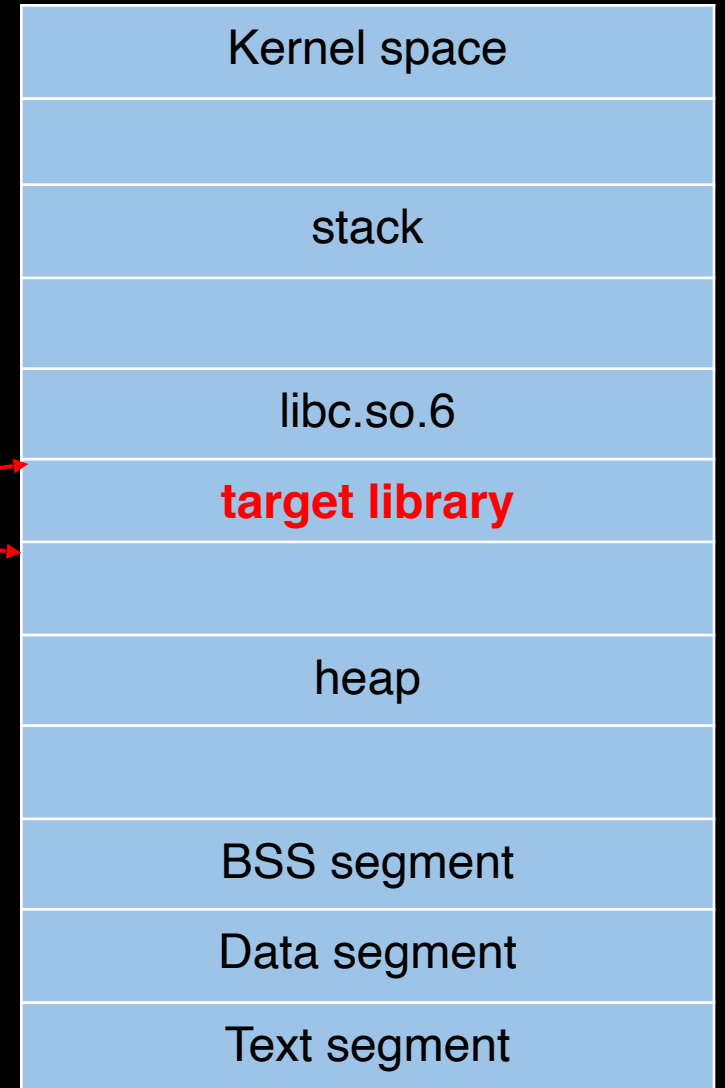 Kernel space
stack
libc.so.6
target library
heap
BSS segment
Data segment
Text segment